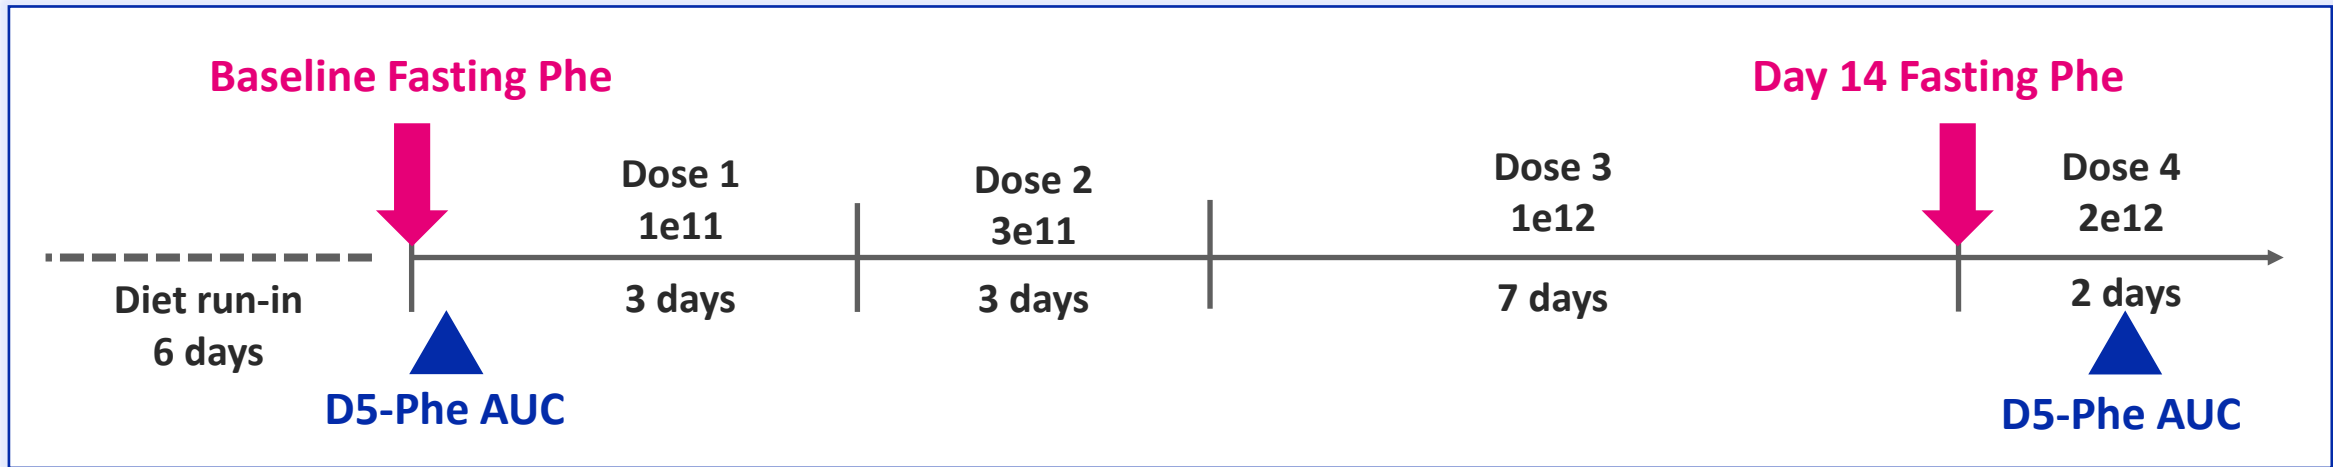 Baseline Fasting Phe
Day 14 Fasting Phe
Dose 1
1e11
Dose 2
3e11
Dose 3
1e12
Dose 4
2e12
Diet run-in
6 days
3 days
3 days
7 days
2 days
D5-Phe AUC
D5-Phe AUC